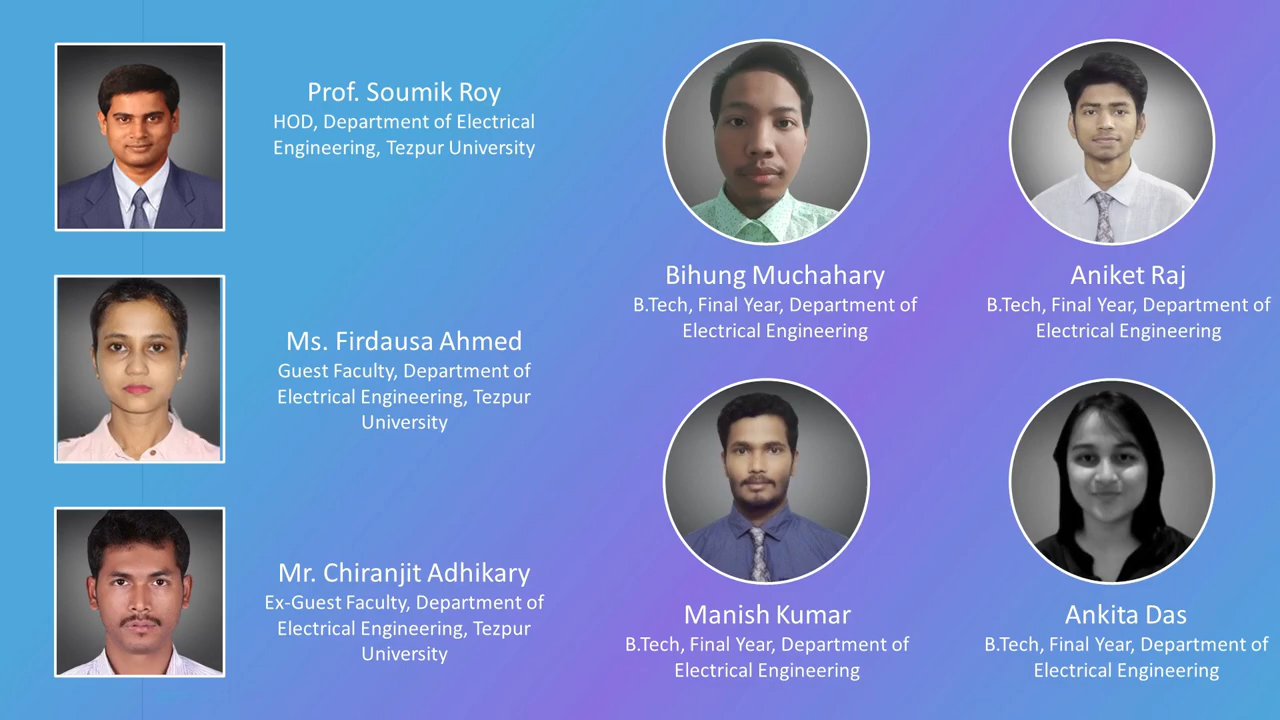 Prof. Soumik Roy
HOD, Department of Electrical
Engineering, Tezpur University
Ms. Firdausa Ahmed
Guest Faculty, Department of
Electrical Engineering, Tezpur
University
Mr. Chiranjit Adhikary
Ex-Guest Faculty, Department of
Electrical Engineering, Tezpur
University
Bihung Muchahary
B.Tech, Final Year, Department of
Electrical Engineering
Aniket Raj
B.Tech, Final Year, Department of
Electrical Engineering
Manish Kumar
B.Tech, Final Year, Department of
Electrical Engineering
Ankita Das
B.Tech, Final Year, Department of
Electrical Engineering